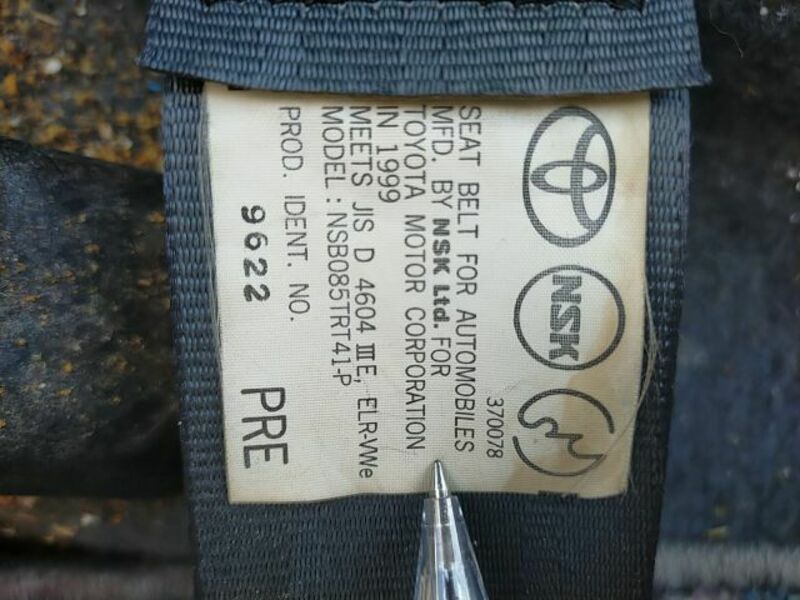 NSK
370078
SEAT BELT FOR AUTOMOBILES
MFD. BY NSK Ltd. FOR
TOYOTA MOTOR CORPORATION
IN 1999
MEETS JIS D 4604 ⅢE, ELR-VWe
MODEL : NSB085TRT41-P
PROD. IDENT. NO.
9622 PRE